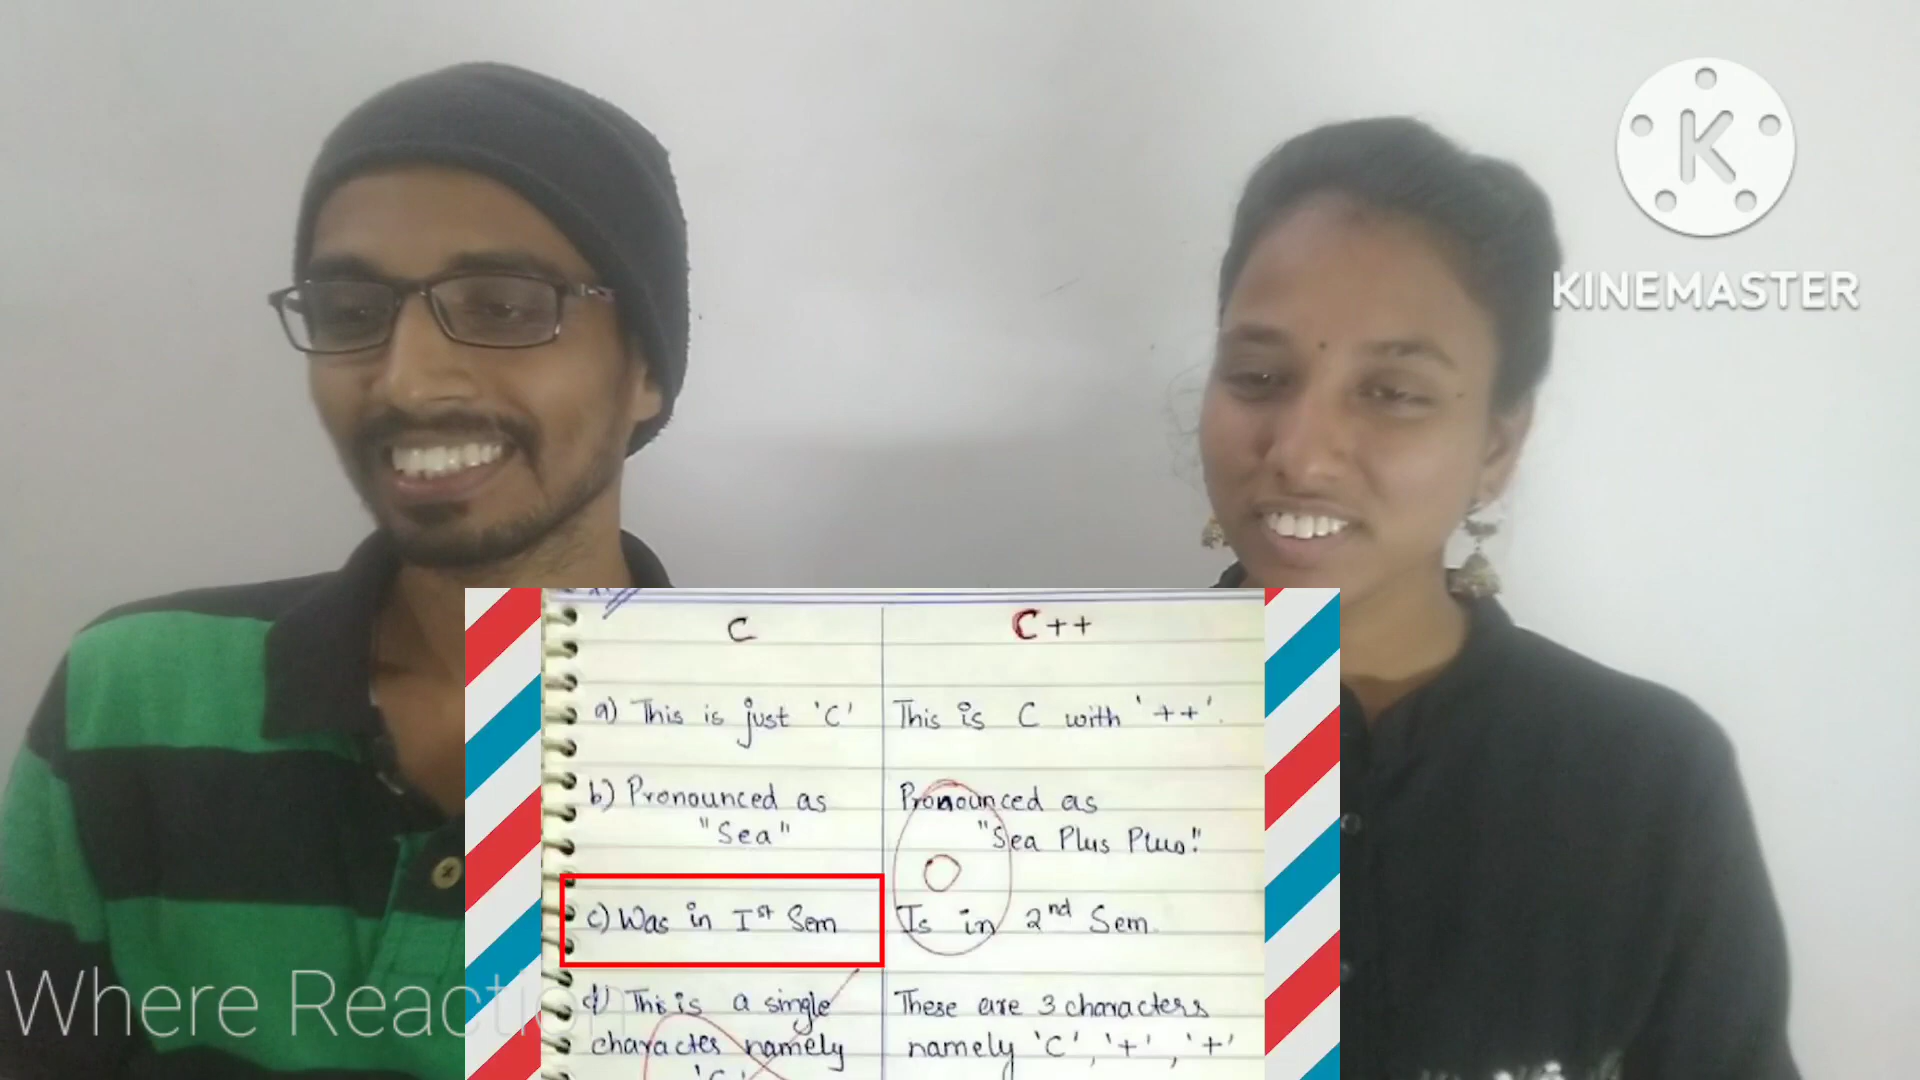 K
KINEMASTER
C
C++
a) This is just 'C'
This is C with '++'.
b) Pronounced as
"Sea"
Pronounced as
"Sea Plus Plus."
c) Was in Ist Sem
Is in 2nd Sem.
d) This is a single
character namely
'C'
These are 3 characters
namely 'C', '+', '+'
Where Reaction